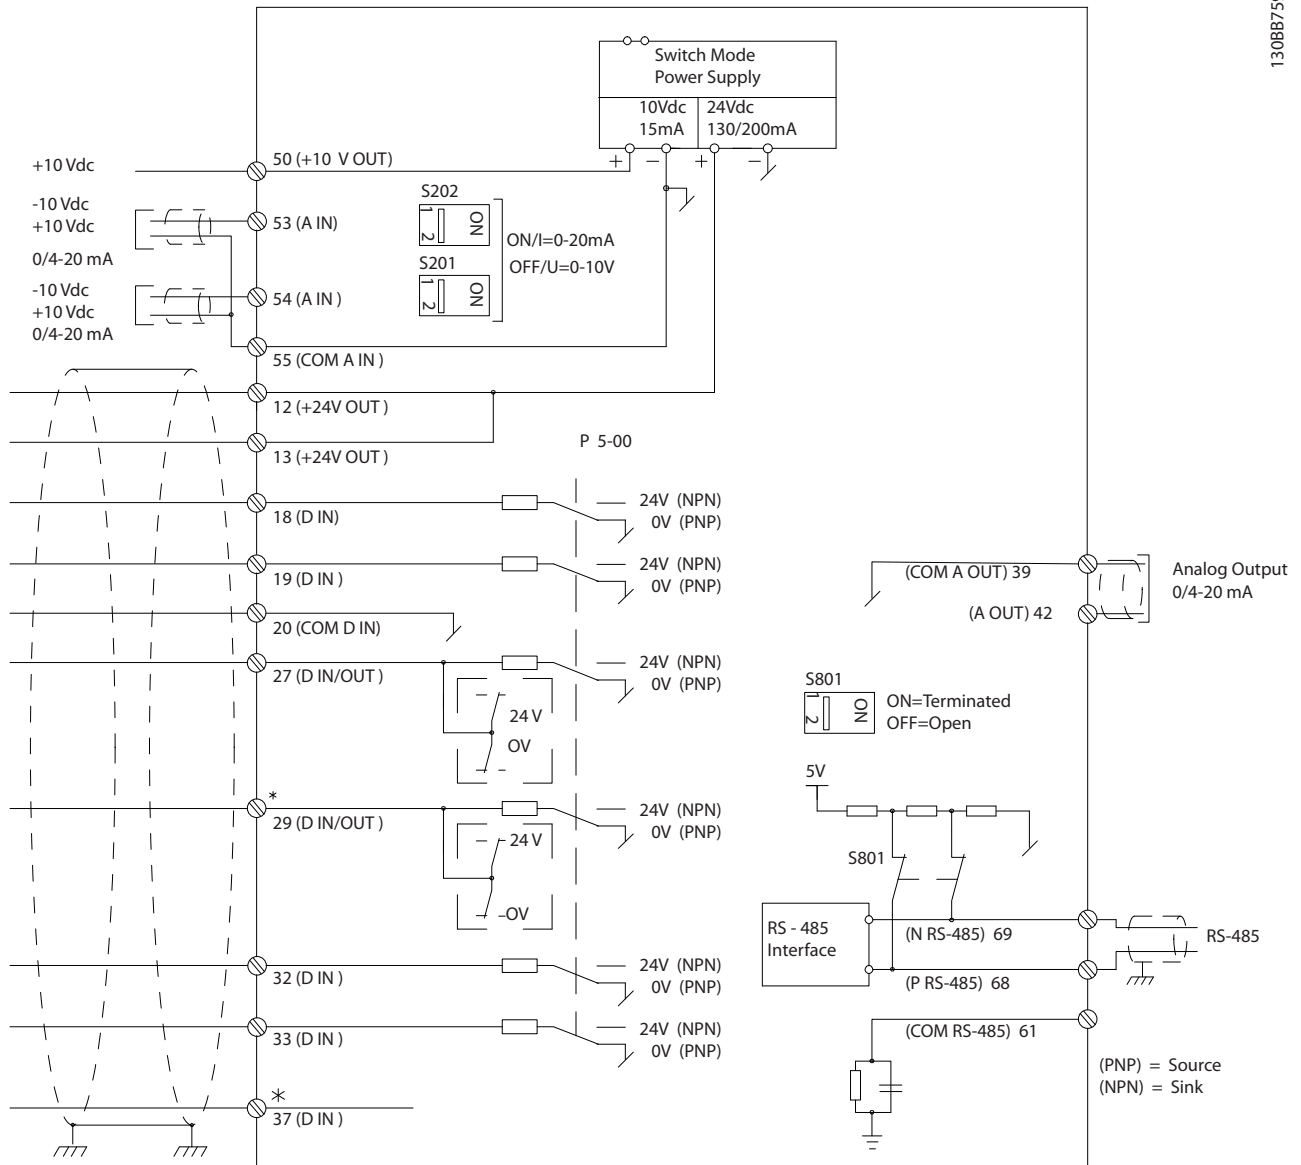 130BB759
Switch Mode
Power Supply
10Vdc
15mA
24Vdc
130/200mA
+ − + −
+10 Vdc
50 (+10 V OUT)
-10 Vdc
+10 Vdc
0/4-20 mA
53 (A IN)
S202
1
2
ON
ON/I=0-20mA
OFF/U=0-10V
S201
1
2
ON
-10 Vdc
+10 Vdc
0/4-20 mA
54 (A IN )
55 (COM A IN )
12 (+24V OUT )
13 (+24V OUT )
P 5-00
18 (D IN)
24V (NPN)
0V (PNP)
19 (D IN )
24V (NPN)
0V (PNP)
20 (COM D IN)
27 (D IN/OUT )
24V (NPN)
0V (PNP)
24 V
OV
*
29 (D IN/OUT )
24V (NPN)
0V (PNP)
24 V
OV
32 (D IN )
24V (NPN)
0V (PNP)
33 (D IN )
24V (NPN)
0V (PNP)
*
37 (D IN )
(COM A OUT) 39
(A OUT) 42
Analog Output
0/4-20 mA
S801
1
2
ON
ON=Terminated
OFF=Open
5V
S801
RS - 485
Interface
(N RS-485) 69
RS-485
(P RS-485) 68
(COM RS-485) 61
(PNP) = Source
(NPN) = Sink